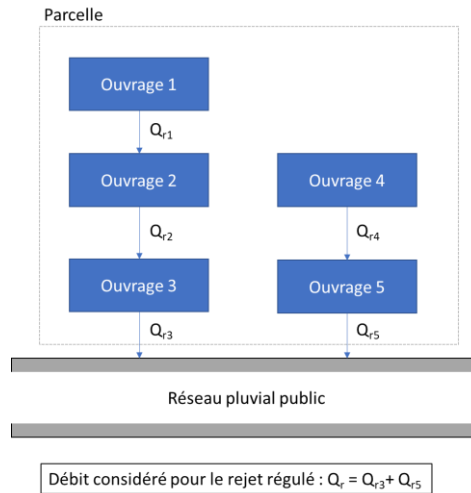 Parcelle
Ouvrage 1
Qr1
Ouvrage 2
Ouvrage 4
Qr2
Qr4
Ouvrage 3
Ouvrage 5
Qr3
Qr5
Réseau pluvial public
Débit considéré pour le rejet régulé : Qr = Qr3+ Qr5